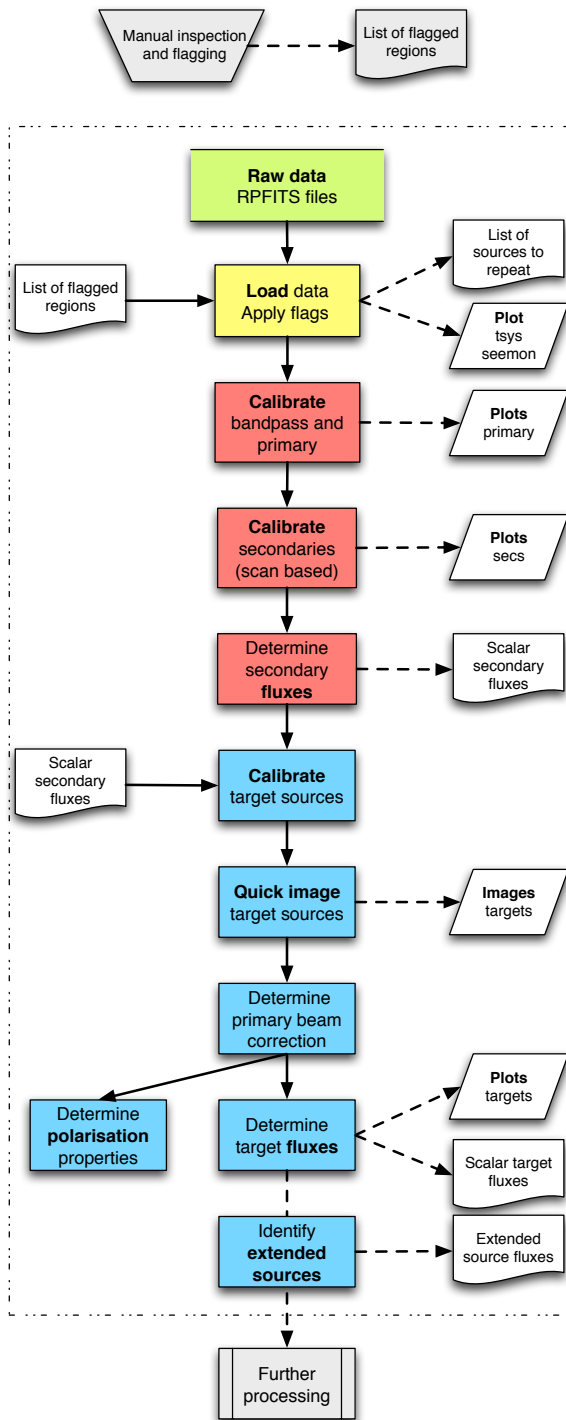 Manual inspection
and flagging
List of flagged
regions
Raw data
RPFITS files
List of
sources to
repeat
List of flagged
regions
Load data
Apply flags
Plot
tsys
seemon
Calibrate
bandpass and
primary
Plots
primary
Calibrate
secondaries
(scan based)
Plots
secs
Determine
secondary
fluxes
Scalar
secondary
fluxes
Scalar
secondary
fluxes
Calibrate
target sources
Quick image
target sources
Images
targets
Determine
primary beam
correction
Plots
targets
Determine
polarisation
properties
Determine
target fluxes
Scalar target
fluxes
Identify
extended
sources
Extended
source fluxes
Further
processing